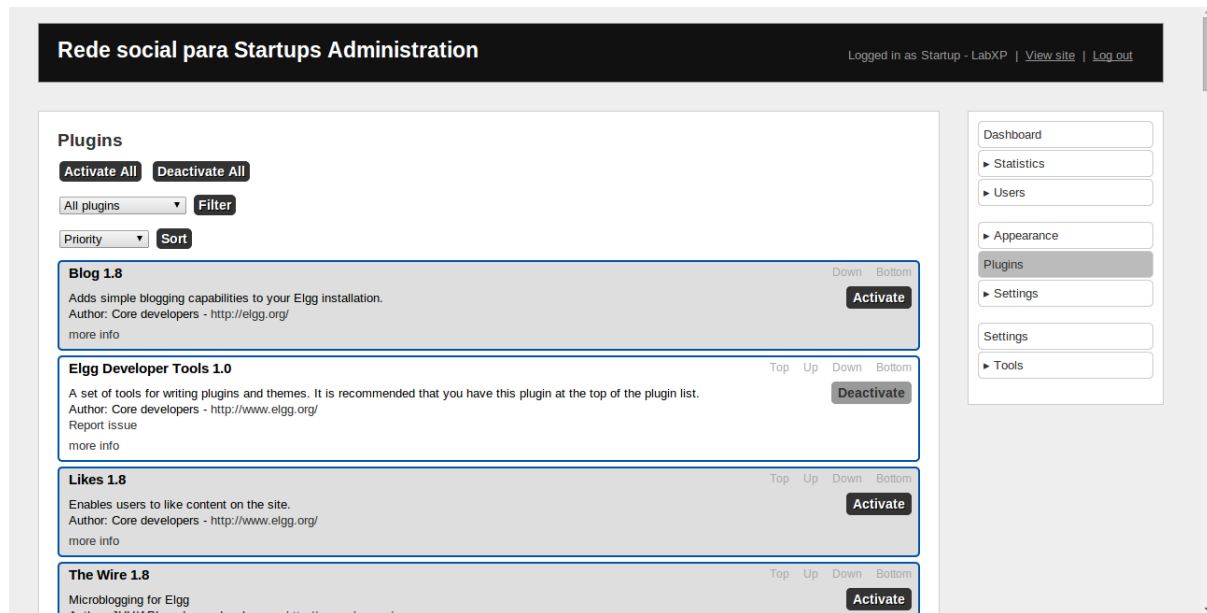 Rede social para Startups Administration
Logged in as Startup - LabXP | View site | Log out
Plugins
Activate All Deactivate All
All plugins Filter
Priority Sort
Blog 1.8 Down Bottom
Adds simple blogging capabilities to your Elgg installation. Activate
Author: Core developers - http://elgg.org/
more info
Elgg Developer Tools 1.0 Top Up Down Bottom
A set of tools for writing plugins and themes. It is recommended that you have this plugin at the top of the plugin list. Deactivate
Author: Core developers - http://www.elgg.org/
Report issue
more info
Likes 1.8 Top Up Down Bottom
Enables users to like content on the site. Activate
Author: Core developers - http://www.elgg.org/
more info
The Wire 1.8 Top Up Down Bottom
Microblogging for Elgg Activate
Dashboard
▸ Statistics
▸ Users
▸ Appearance
Plugins
▸ Settings
Settings
▸ Tools